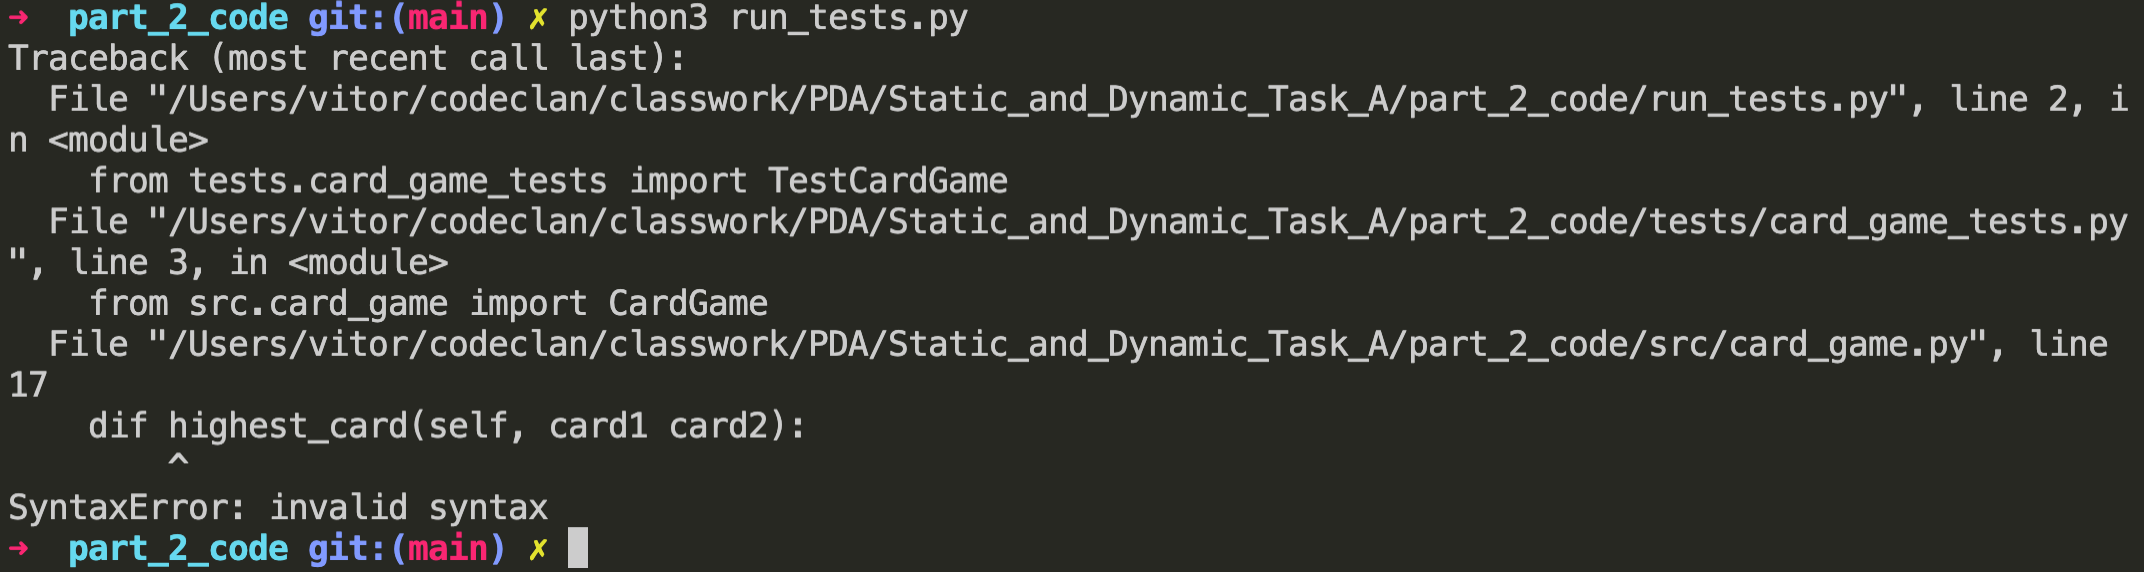 ➜  part_2_code git:(main) ✗ python3 run_tests.py
Traceback (most recent call last):
  File "/Users/vitor/codeclan/classwork/PDA/Static_and_Dynamic_Task_A/part_2_code/run_tests.py", line 2, i
n <module>
    from tests.card_game_tests import TestCardGame
  File "/Users/vitor/codeclan/classwork/PDA/Static_and_Dynamic_Task_A/part_2_code/tests/card_game_tests.py
", line 3, in <module>
    from src.card_game import CardGame
  File "/Users/vitor/codeclan/classwork/PDA/Static_and_Dynamic_Task_A/part_2_code/src/card_game.py", line
17
    dif highest_card(self, card1 card2):
        ^
SyntaxError: invalid syntax
➜  part_2_code git:(main) ✗